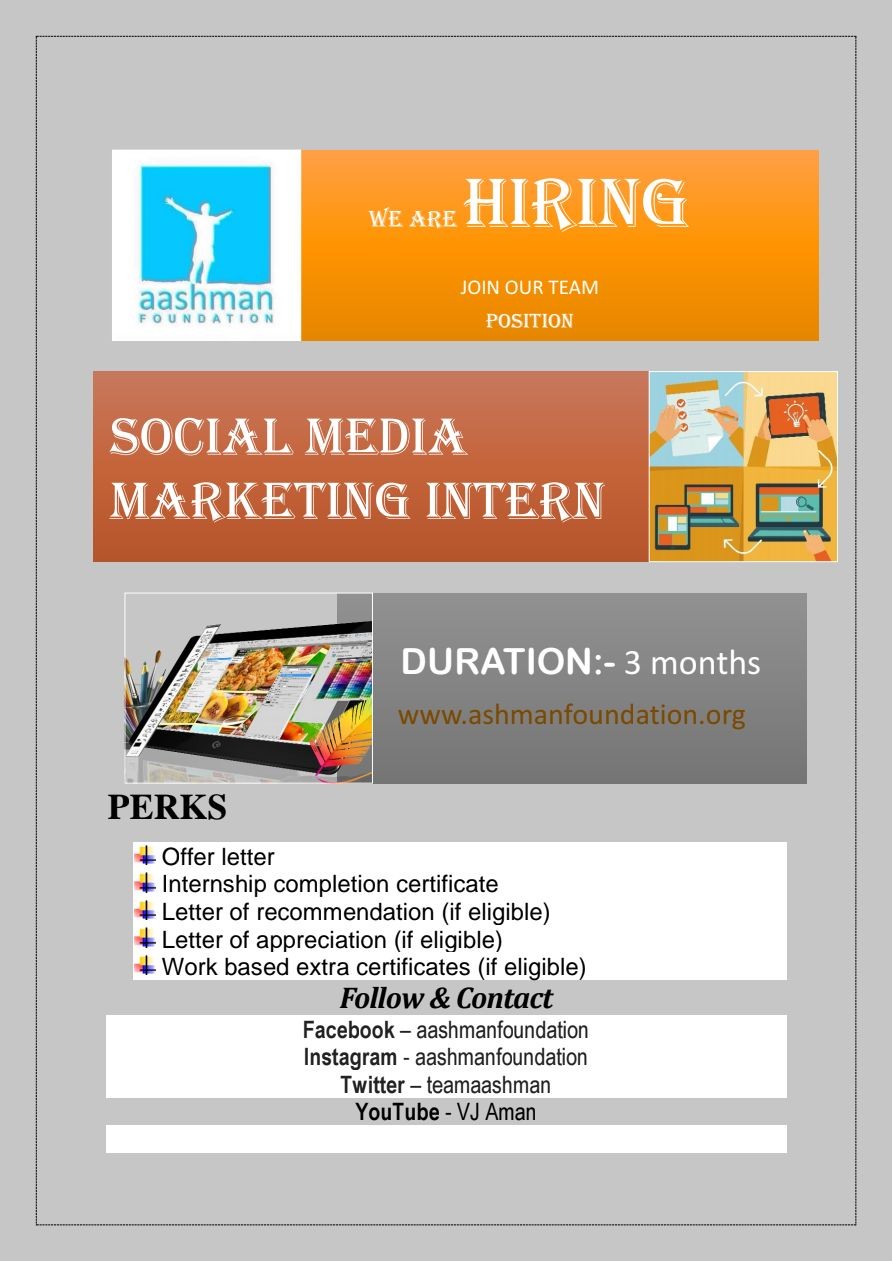 aashman
FOUNDATION
WE ARE HIRING
JOIN OUR TEAM
POSITION
SOCIAL MEDIA
MARKETING INTERN
DURATION:- 3 months
www.ashmanfoundation.org
PERKS
Offer letter
Internship completion certificate
Letter of recommendation (if eligible)
Letter of appreciation (if eligible)
Work based extra certificates (if eligible)
Follow & Contact
Facebook – aashmanfoundation
Instagram - aashmanfoundation
Twitter – teamaashman
YouTube - VJ Aman